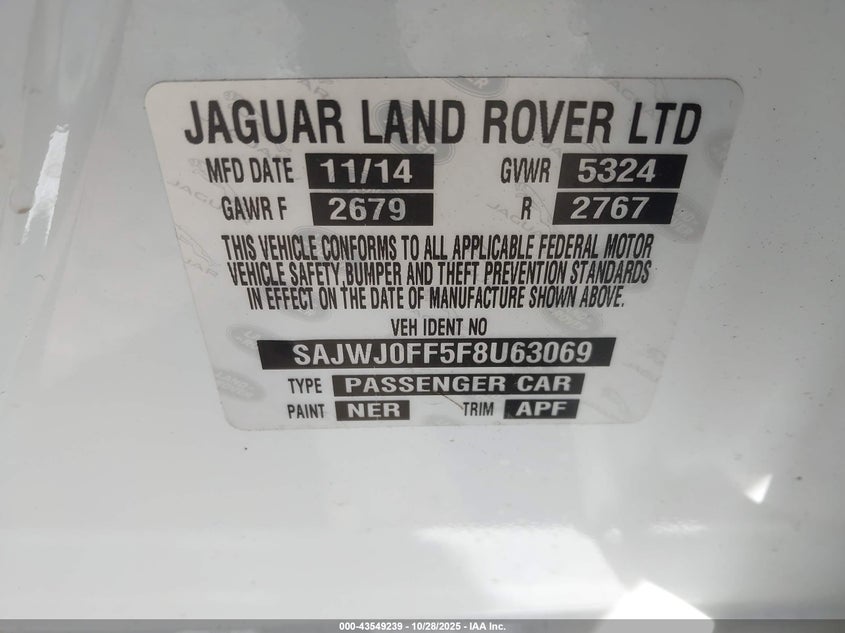 JAGUAR LAND ROVER LTD
MFD DATE 11/14 GVWR 5324
GAWR F 2679 R 2767
THIS VEHICLE CONFORMS TO ALL APPLICABLE FEDERAL MOTOR
VEHICLE SAFETY,BUMPER AND THEFT PREVENTION STANDARDS
IN EFFECT ON THE DATE OF MANUFACTURE SHOWN ABOVE.
VEH IDENT NO
SAJWJ0FF5F8U63069
TYPE PASSENGER CAR
PAINT NER TRIM APF
000-43549239 - 10/28/2025 - IAA Inc.